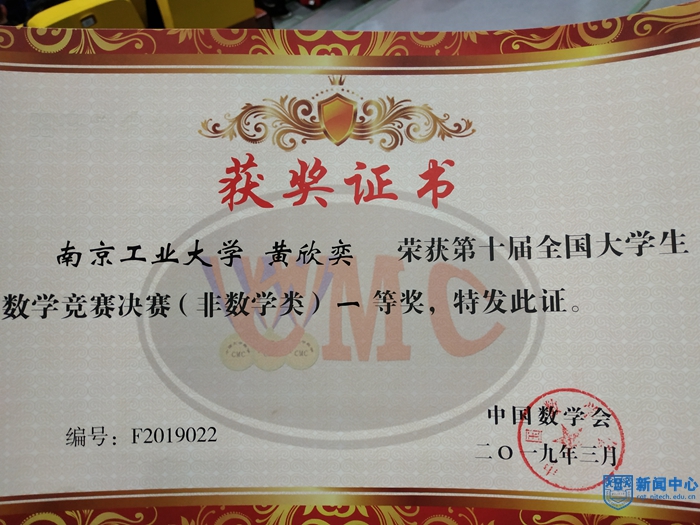 获奖证书
南京工业大学 黄欣奕 荣获第十届全国大学生
数学竞赛决赛（非数学类）一等奖，特发此证。
CMC
编号：F2019022
中国数学会
二〇一九年三月
新闻中心